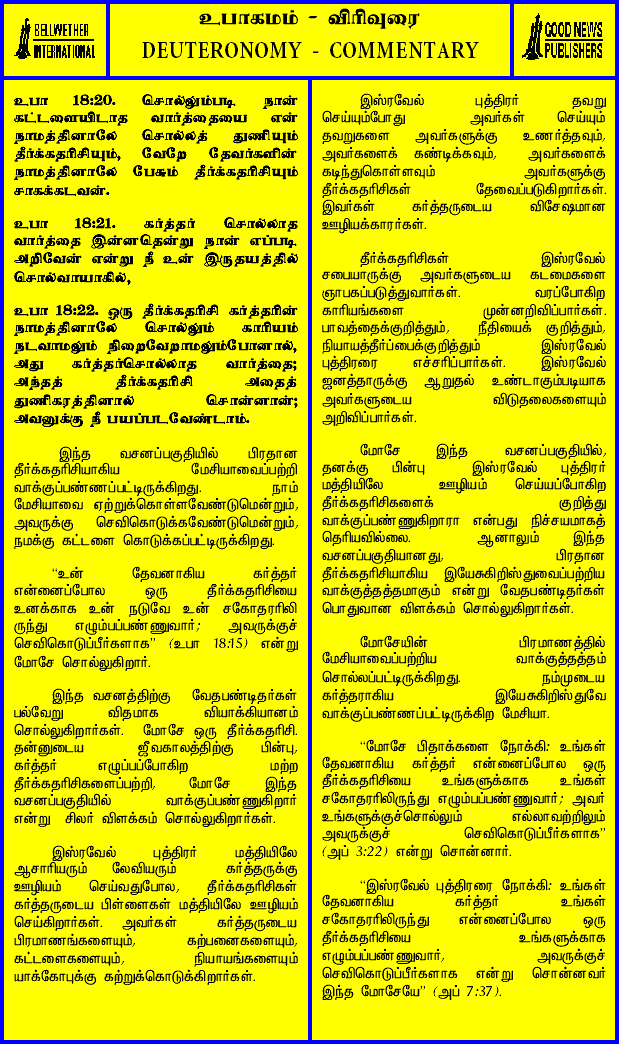 BELLWETHER
INTERNATIONAL
உபாகமம் - விரிவுரை
DEUTERONOMY - COMMENTARY
GOOD NEWS
PUBLISHERS
உபா 18:20. சொல்லும்படி நான்
கட்டளையிடாத வார்த்தையை என்
நாமத்தினாலே சொல்லத் துணியும்
தீர்க்கதரிசியும், வேறே தேவர்களின்
நாமத்தினாலே பேசும் தீர்க்கதரிசியும்
சாகக்கடவன்.
உபா 18:21. கர்த்தர் சொல்லாத
வார்த்தை இன்னதென்று நான் எப்படி
அறிவேன் என்று நீ உன் இருதயத்தில்
சொல்வாயாகில்,
உபா 18:22. ஒரு தீர்க்கதரிசி கர்த்தரின்
நாமத்தினாலே சொல்லும் காரியம்
நடவாமலும் நிறைவேறாமலும்போனால்,
அது கர்த்தர்சொல்லாத வார்த்தை;
அந்தத் தீர்க்கதரிசி அதைத்
துணிகரத்தினால் சொன்னான்;
அவனுக்கு நீ பயப்படவேண்டாம்.
இந்த வசனப்பகுதியில் பிரதான
தீர்க்கதரிசியாகிய மேசியாவைப்பற்றி
வாக்குப்பண்ணப்பட்டிருக்கிறது. நாம்
மேசியாவை ஏற்றுக்கொள்ளவேண்டுமென்றும்,
அவருக்கு செவிகொடுக்கவேண்டுமென்றும்,
நமக்கு கட்டளை கொடுக்கப்பட்டிருக்கிறது.
“உன் தேவனாகிய கர்த்தர்
என்னைப்போல ஒரு தீர்க்கதரிசியை
உனக்காக உன் நடுவே உன் சகோதரரிலி
ருந்து எழும்பப்பண்ணுவார்; அவருக்குச்
செவிகொடுப்பீர்களாக” (உபா 18:15) என்று
மோசே சொல்லுகிறார்.
இந்த வசனத்திற்கு வேதபண்டிதர்கள்
பல்வேறு விதமாக வியாக்கியானம்
சொல்லுகிறார்கள். மோசே ஒரு தீர்க்கதரிசி.
தன்னுடைய ஜீவகாலத்திற்கு பின்பு,
கர்த்தர் எழுப்பப்போகிற மற்ற
தீர்க்கதரிசிகளைப்பற்றி, மோசே இந்த
வசனப்பகுதியில் வாக்குப்பண்ணுகிறார்
என்று சிலர் விளக்கம் சொல்லுகிறார்கள்.
இஸ்ரவேல் புத்திரர் மத்தியிலே
ஆசாரியரும் லேவியரும் கர்த்தருக்கு
ஊழியம் செய்வதுபோல, தீர்க்கதரிசிகள்
கர்த்தருடைய பிள்ளைகள் மத்தியிலே ஊழியம்
செய்கிறார்கள். அவர்கள் கர்த்தருடைய
பிரமாணங்களையும், கற்பனைகளையும்,
கட்டளைகளையும், நியாயங்களையும்
யாக்கோபுக்கு கற்றுக்கொடுக்கிறார்கள்.
இஸ்ரவேல் புத்திரர் தவறு
செய்யும்போது அவர்கள் செய்யும்
தவறுகளை அவர்களுக்கு உணர்த்தவும்,
அவர்களைக் கண்டிக்கவும், அவர்களைக்
கடிந்துகொள்ளவும் அவர்களுக்கு
தீர்க்கதரிசிகள் தேவைப்படுகிறார்கள்.
இவர்கள் கர்த்தருடைய விசேஷமான
ஊழியக்காரர்கள்.
தீர்க்கதரிசிகள் இஸ்ரவேல்
சபையாருக்கு அவர்களுடைய கடமைகளை
ஞாபகப்படுத்துவார்கள். வரப்போகிற
காரியங்களை முன்னறிவிப்பார்கள்.
பாவத்தைக்குறித்தும், நீதியைக் குறித்தும்,
நியாயத்தீர்ப்பைக்குறித்தும் இஸ்ரவேல்
புத்திரரை எச்சரிப்பார்கள். இஸ்ரவேல்
ஜனத்தாருக்கு ஆறுதல் உண்டாகும்படியாக
அவர்களுடைய விடுதலைகளையும்
அறிவிப்பார்கள்.
மோசே இந்த வசனப்பகுதியில்,
தனக்கு பின்பு இஸ்ரவேல் புத்திரர்
மத்தியிலே ஊழியம் செய்யப்போகிற
தீர்க்கதரிசிகளைக் குறித்து
வாக்குப்பண்ணுகிறாரா என்பது நிச்சயமாகத்
தெரியவில்லை. ஆனாலும் இந்த
வசனப்பகுதியானது, பிரதான
தீர்க்கதரிசியாகிய இயேசுகிறிஸ்துவைப்பற்றிய
வாக்குத்தத்தமாகும் என்று வேதபண்டிதர்கள்
பொதுவான விளக்கம் சொல்லுகிறார்கள்.
மோசேயின் பிரமாணத்தில்
மேசியாவைப்பற்றிய வாக்குத்தத்தம்
சொல்லப்பட்டிருக்கிறது. நம்முடைய
கர்த்தராகிய இயேசுகிறிஸ்துவே
வாக்குப்பண்ணப்பட்டிருக்கிற மேசியா.
“மோசே பிதாக்களை நோக்கி: உங்கள்
தேவனாகிய கர்த்தர் என்னைப்போல ஒரு
தீர்க்கதரிசியை உங்களுக்காக உங்கள்
சகோதரரிலிருந்து எழும்பப்பண்ணுவார்; அவர்
உங்களுக்குச்சொல்லும் எல்லாவற்றிலும்
அவருக்குச் செவிகொடுப்பீர்களாக”
(அப் 3:22) என்று சொன்னார்.
“இஸ்ரவேல் புத்திரரை நோக்கி: உங்கள்
தேவனாகிய கர்த்தர் உங்கள்
சகோதரரிலிருந்து என்னைப்போல ஒரு
தீர்க்கதரிசியை உங்களுக்காக
எழும்பப்பண்ணுவார், அவருக்குச்
செவிகொடுப்பீர்களாக என்று சொன்னவர்
இந்த மோசேயே” (அப் 7:37).